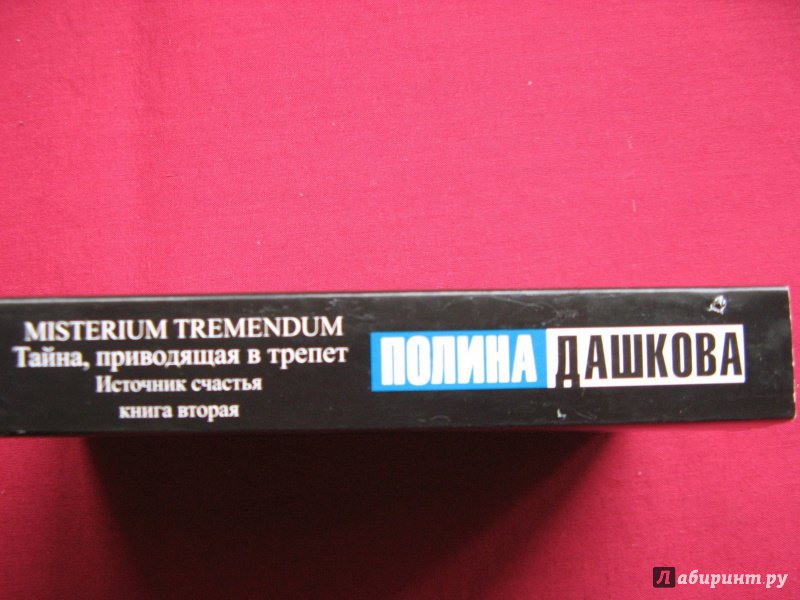 MISTERIUM TREMENDUM
Тайна, приводящая в трепет
Источник счастья
книга вторая
ПОЛИНА ДАШКОВА
Лабиринт.ру